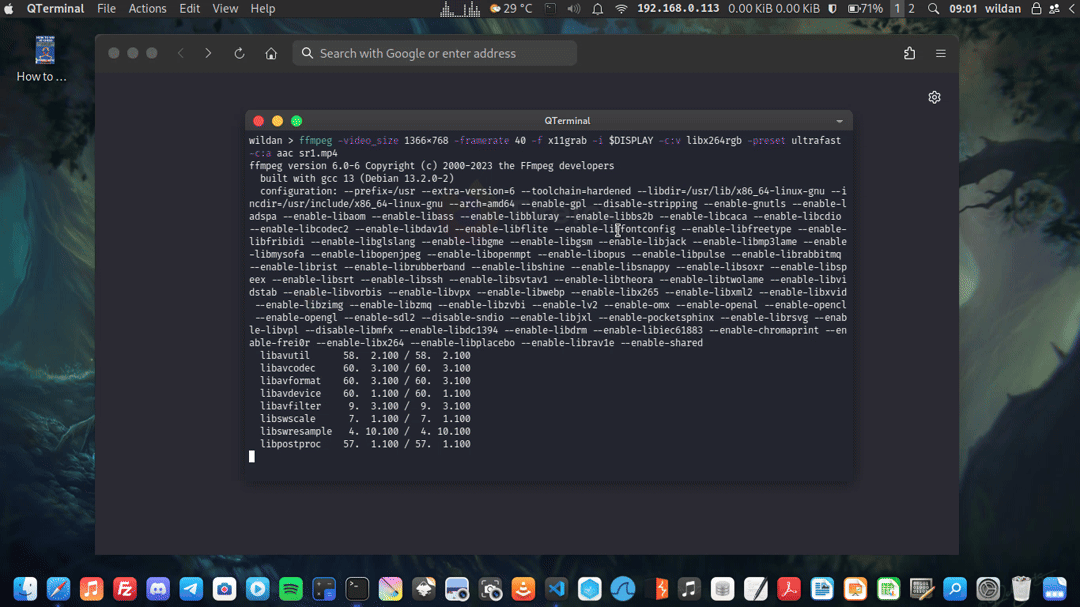 QTerminal File Actions Edit View Help 29 °C 192.168.0.113 0.00 KiB 0.00 KiB 71% 1 2 09:01 wildan
How to ...
Search with Google or enter address
QTerminal
wildan > ffmpeg -video_size 1366×768 -framerate 40 -f x11grab -i $DISPLAY -c:v libx264rgb -preset ultrafast
-c:a aac sr1.mp4
ffmpeg version 6.0-6 Copyright (c) 2000-2023 the FFmpeg developers
built with gcc 13 (Debian 13.2.0-2)
configuration: --prefix=/usr --extra-version=6 --toolchain=hardened --libdir=/usr/lib/x86_64-linux-gnu --i
ncdir=/usr/include/x86_64-linux-gnu --arch=amd64 --enable-gpl --disable-stripping --enable-gnutls --enable-l
adspa --enable-libaom --enable-libass --enable-libbluray --enable-libbs2b --enable-libcaca --enable-libcdio
--enable-libcodec2 --enable-libdav1d --enable-libflite --enable-libfontconfig --enable-libfreetype --enable-
libfribidi --enable-libglslang --enable-libgme --enable-libgsm --enable-libjack --enable-libmp3lame --enable
-libmysofa --enable-libopenjpeg --enable-libopenmpt --enable-libopus --enable-libpulse --enable-librabbitmq
--enable-librist --enable-librubberband --enable-libshine --enable-libsnappy --enable-libsoxr --enable-libsp
eex --enable-libsrt --enable-libssh --enable-libsvtav1 --enable-libtheora --enable-libtwolame --enable-libvi
dstab --enable-libvorbis --enable-libvpx --enable-libwebp --enable-libx265 --enable-libxml2 --enable-libxvid
--enable-libzimg --enable-libzmq --enable-libzvbi --enable-lv2 --enable-omx --enable-openal --enable-opencl
--enable-opengl --enable-sdl2 --disable-sndio --enable-libjxl --enable-pocketsphinx --enable-librsvg --enab
le-libvpl --disable-libmfx --enable-libdc1394 --enable-libdrm --enable-libiec61883 --enable-chromaprint --en
able-frei0r --enable-libx264 --enable-libplacebo --enable-librav1e --enable-shared
libavutil 58. 2.100 / 58. 2.100
libavcodec 60. 3.100 / 60. 3.100
libavformat 60. 3.100 / 60. 3.100
libavdevice 60. 1.100 / 60. 1.100
libavfilter 9. 3.100 / 9. 3.100
libswscale 7. 1.100 / 7. 1.100
libswresample 4. 10.100 / 4. 10.100
libpostproc 57. 1.100 / 57. 1.100